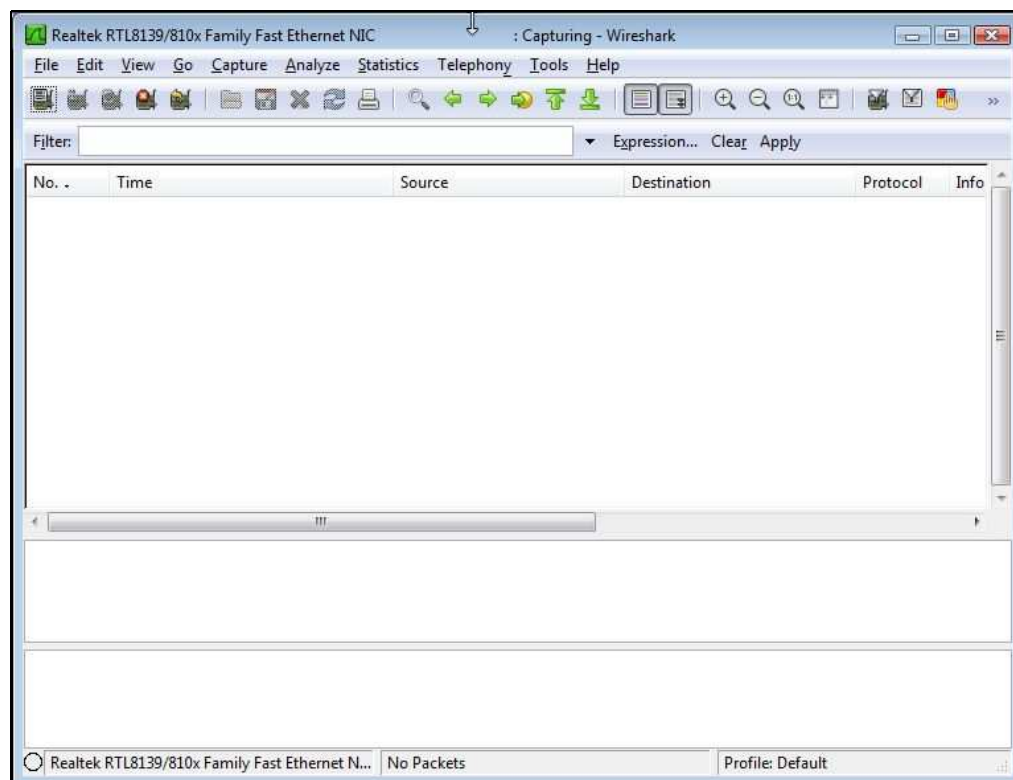 Realtek RTL8139/810x Family Fast Ethernet NIC : Capturing - Wireshark
File Edit View Go Capture Analyze Statistics Telephony Tools Help
Filter: Expression... Clear Apply
No. . Time Source Destination Protocol Info
Realtek RTL8139/810x Family Fast Ethernet N... No Packets Profile: Default